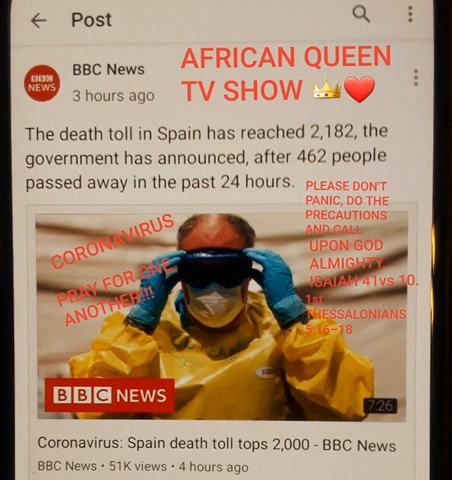 Post
AFRICAN QUEEN
TV SHOW 👑❤️
BBC
NEWS
BBC News
3 hours ago
The death toll in Spain has reached 2,182, the
government has announced, after 462 people
passed away in the past 24 hours.
PLEASE DON'T
PANIC, DO THE
PRECAUTIONS
AND CALL
UPON GOD
ALMIGHTY
ISAIAH 41vs 10.
1st
THESSALONIANS
5:16-18
CORONAVIRUS
PRAY FOR ONE
ANOTHER!!!
BBC NEWS
7:26
Coronavirus: Spain death toll tops 2,000 - BBC News
BBC News • 51K views • 4 hours ago